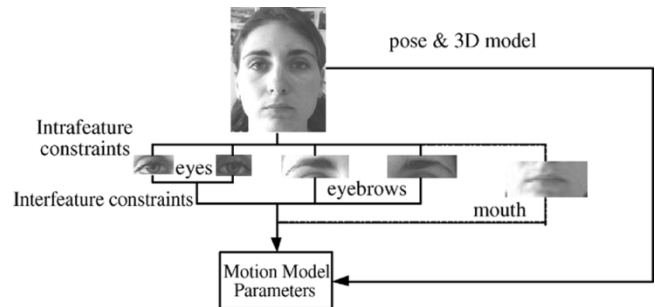 pose & 3D model
Intrafeature
constraints
eyes
eyebrows
Interfeature constraints
mouth
Motion Model
Parameters